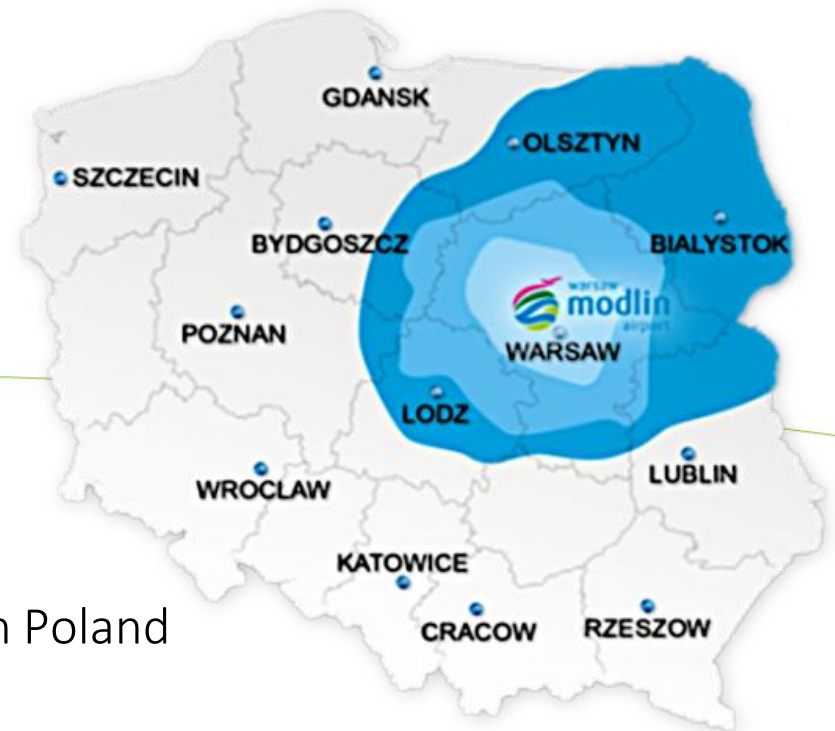 GDANSK
OLSZTYN
SZCZECIN
BYDGOSZCZ
BIALYSTOK
warsaw
modlin
airport
POZNAN
WARSAW
LODZ
LUBLIN
WROCLAW
KATOWICE
n Poland
CRACOW
RZESZOW